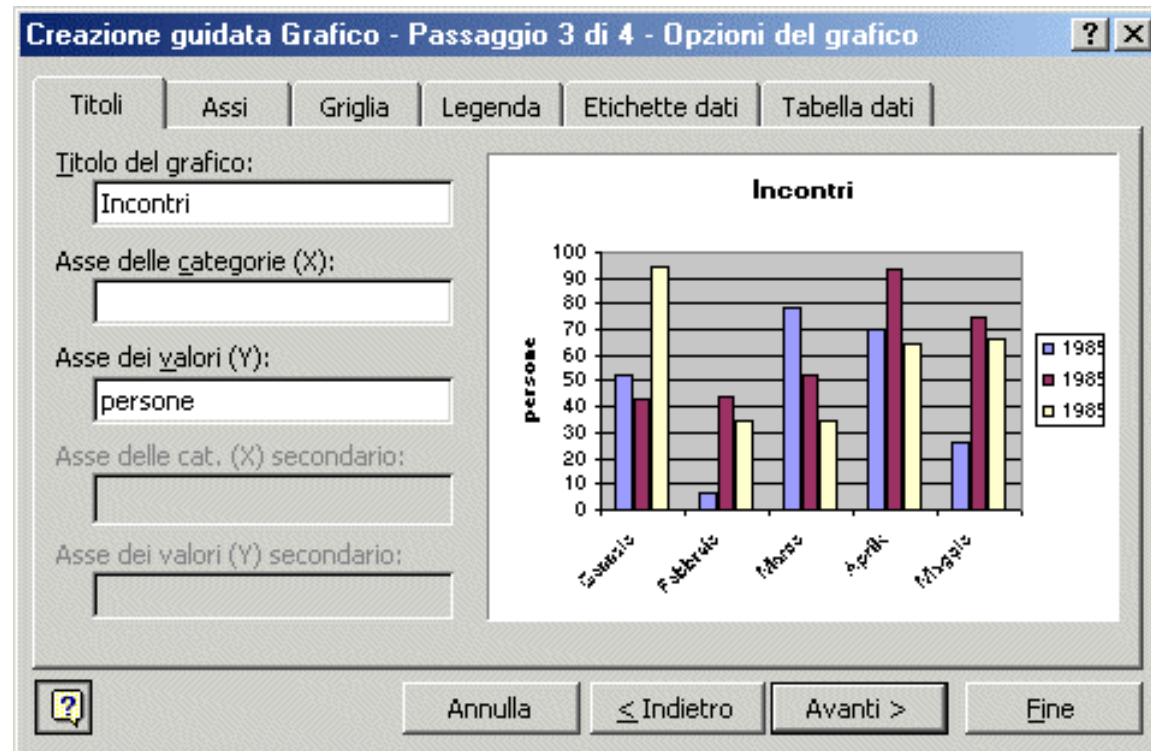 Creazione guidata Grafico - Passaggio 3 di 4 - Opzioni del grafico
Titoli Assi Griglia Legenda Etichette dati Tabella dati
Titolo del grafico:
Incontri
Asse delle categorie (X):
Asse dei valori (Y):
persone
Asse delle cat. (X) secondario:
Asse dei valori (Y) secondario:
Incontri
persone
100
90
80
70
60
50
40
30
20
10
0
Gennaio Febbraio Marzo Aprile Maggio
1985
1985
1985
Annulla < Indietro Avanti > Fine